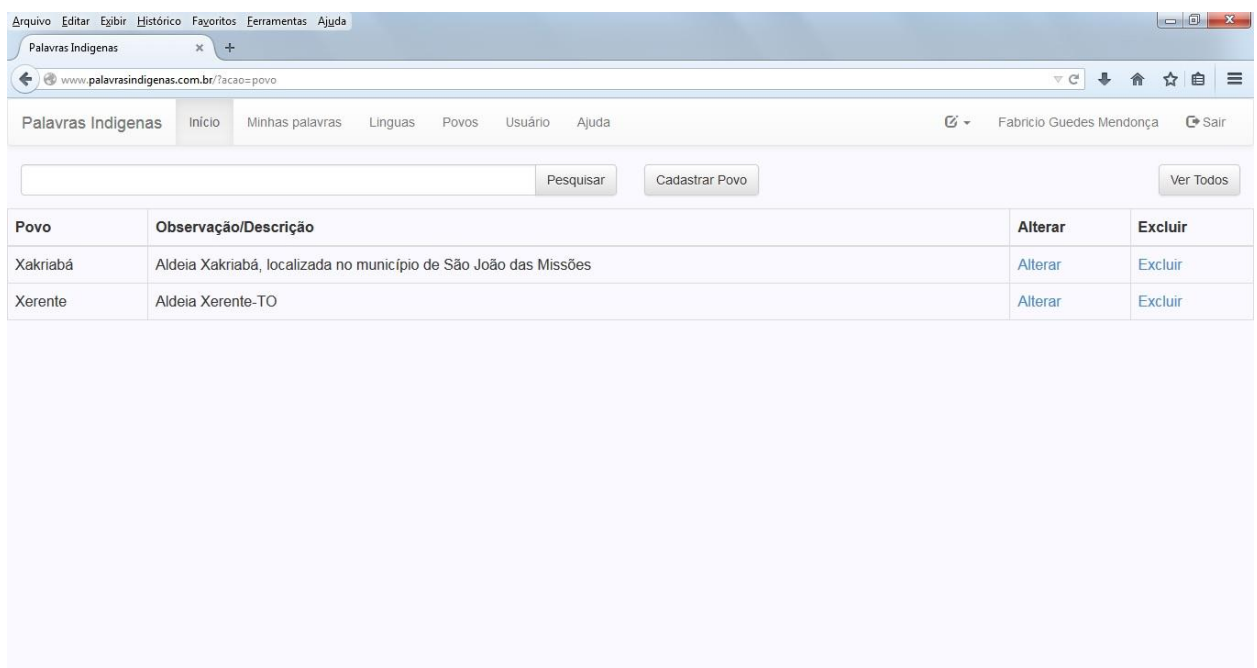 Arquivo Editar Exibir Histórico Favoritos Ferramentas Ajuda
Palavras Indigenas
www.palavrasindigenas.com.br/?acao=povo
Palavras Indigenas Início Minhas palavras Linguas Povos Usuário Ajuda Fabricio Guedes Mendonça Sair
Pesquisar Cadastrar Povo Ver Todos
Povo Observação/Descrição Alterar Excluir
Xakriabá Aldeia Xakriabá, localizada no município de São João das Missões Alterar Excluir
Xerente Aldeia Xerente-TO Alterar Excluir